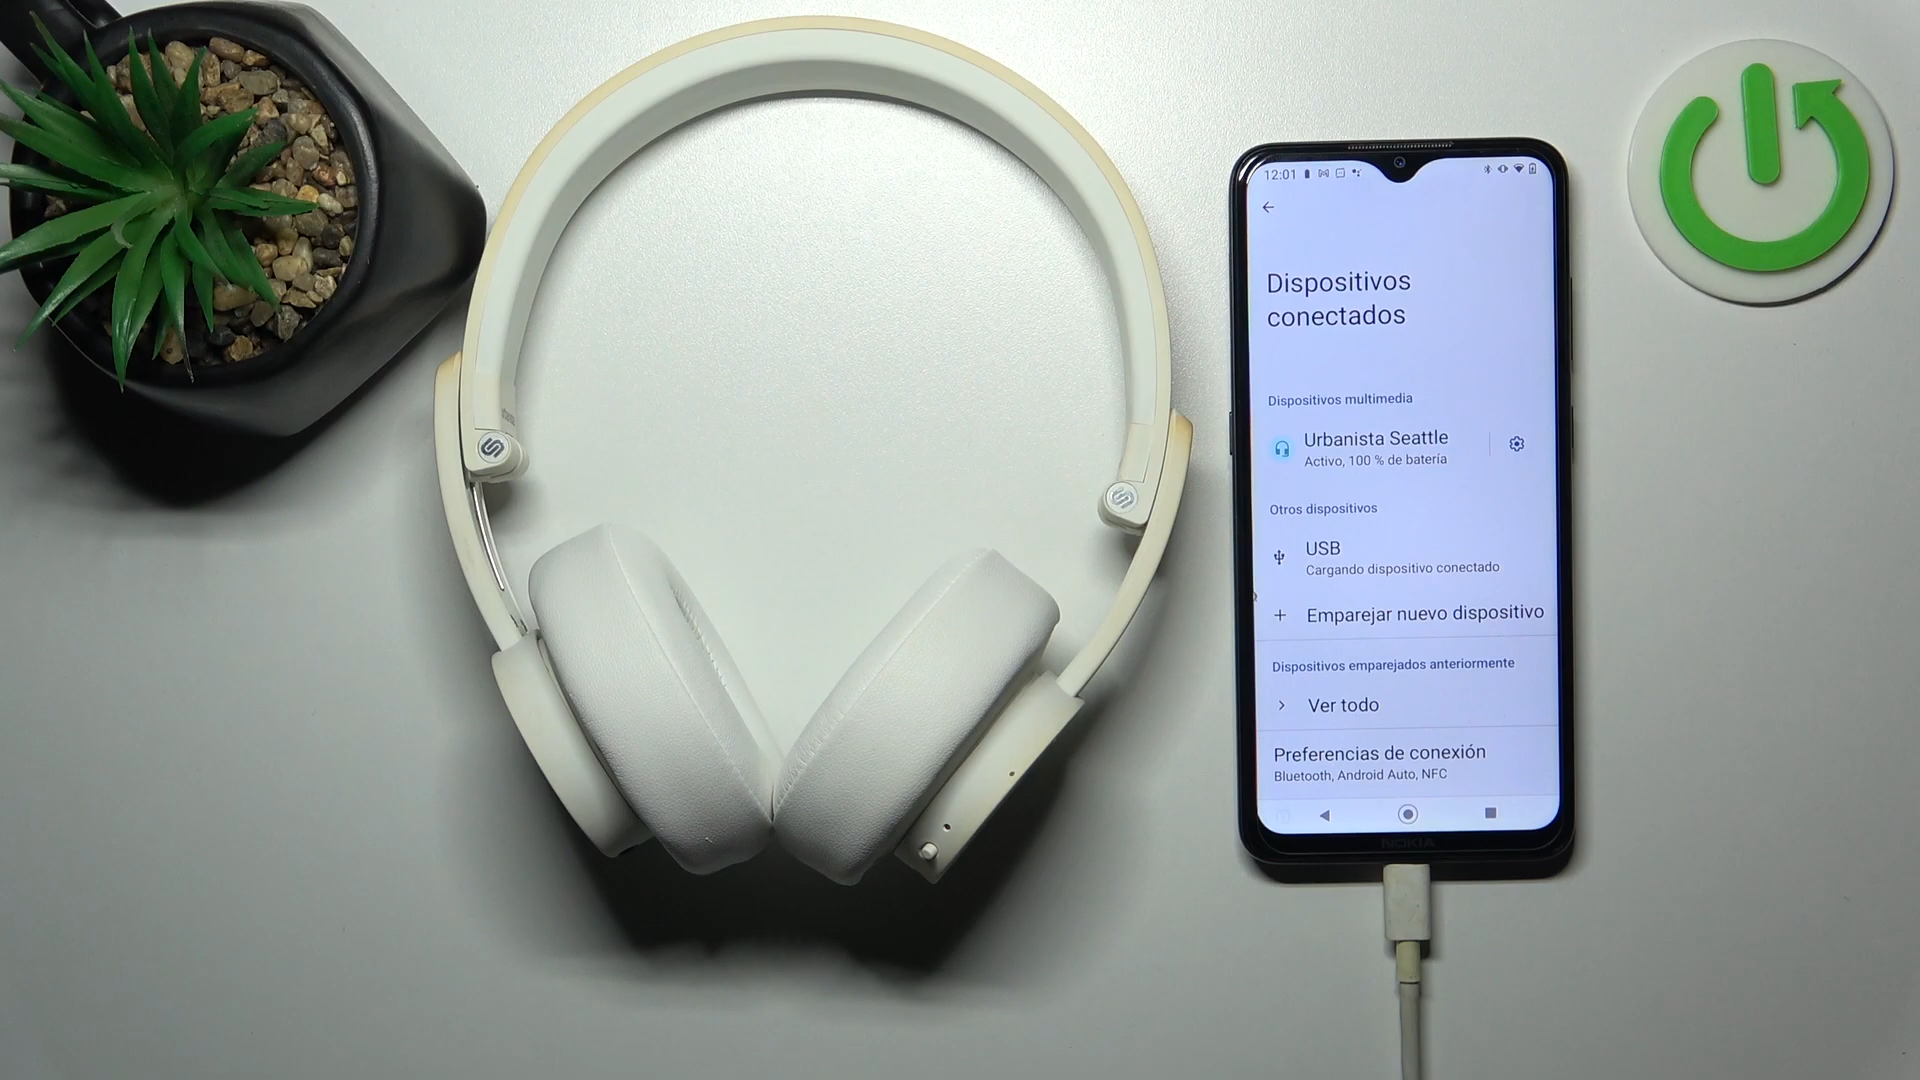 12:01
Dispositivos
conectados
Dispositivos multimedia
Urbanista Seattle
Activo, 100 % de batería
Otros dispositivos
USB
Cargando dispositivo conectado
Emparejar nuevo dispositivo
Dispositivos emparejados anteriormente
Ver todo
Preferencias de conexión
Bluetooth, Android Auto, NFC
NOKIA